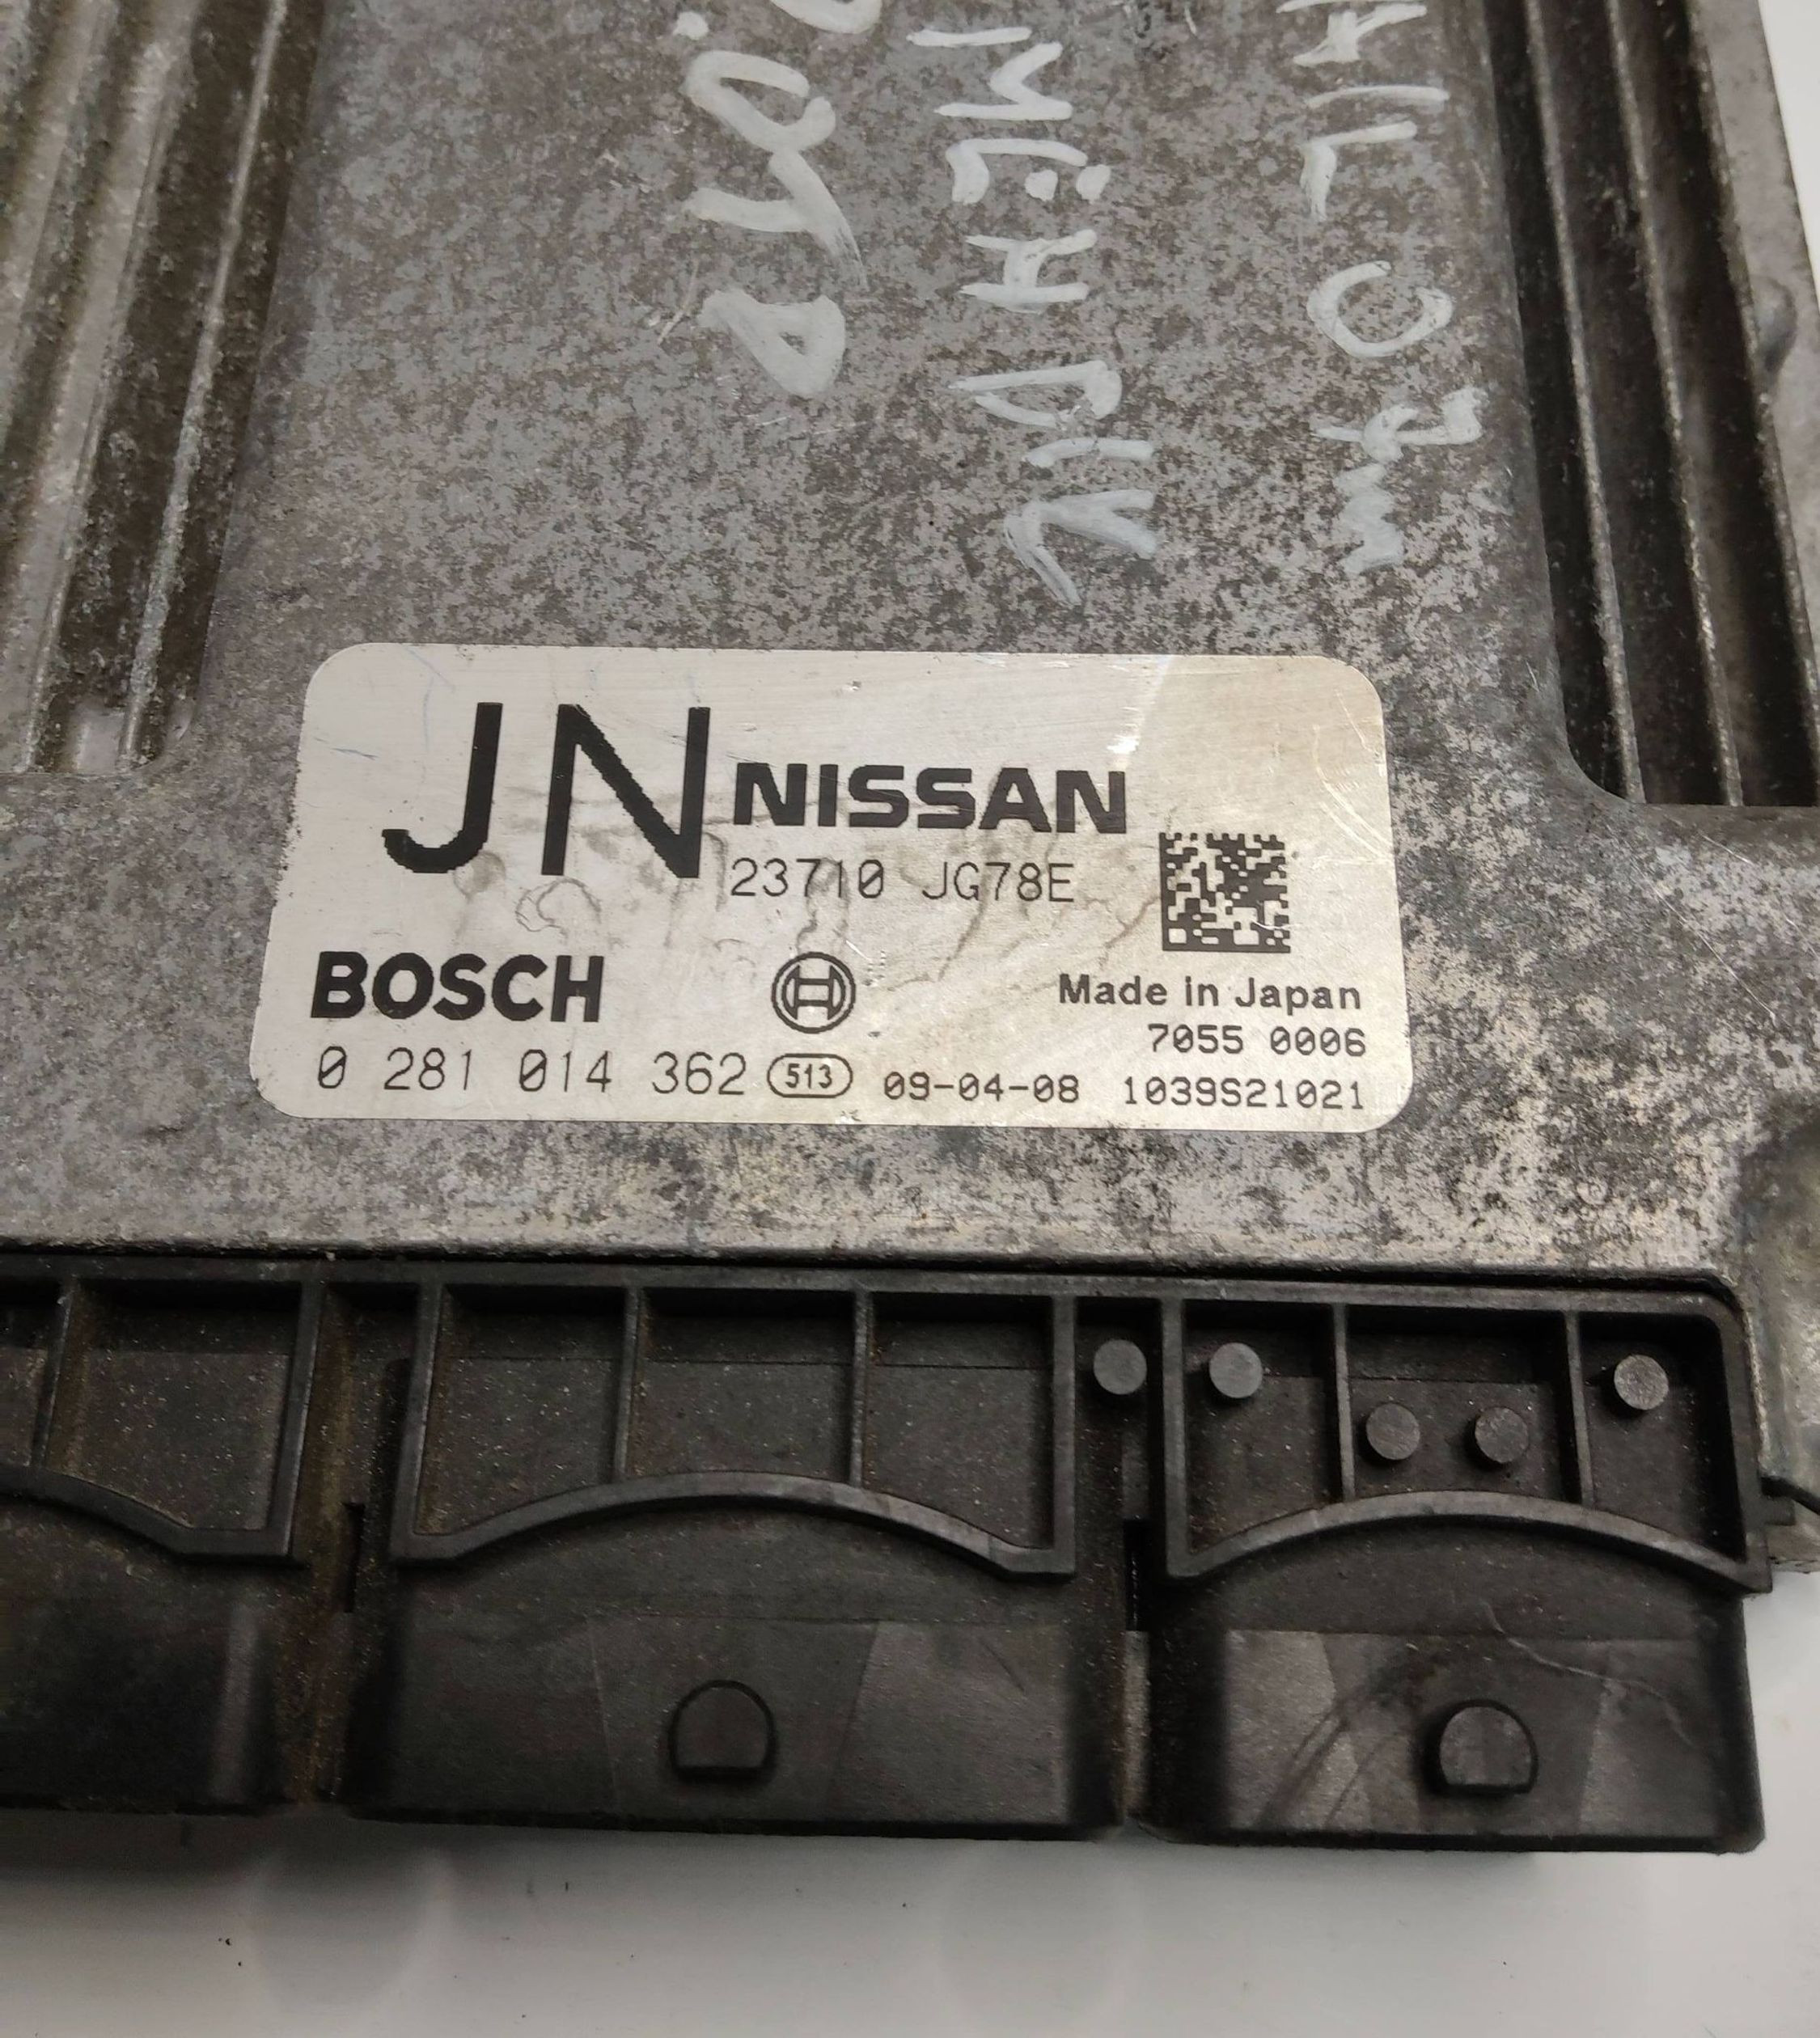 JN NISSAN
23710 JG78E
BOSCH
Made in Japan
7055 0006
0 281 014 362 513 09-04-08 1039S21021